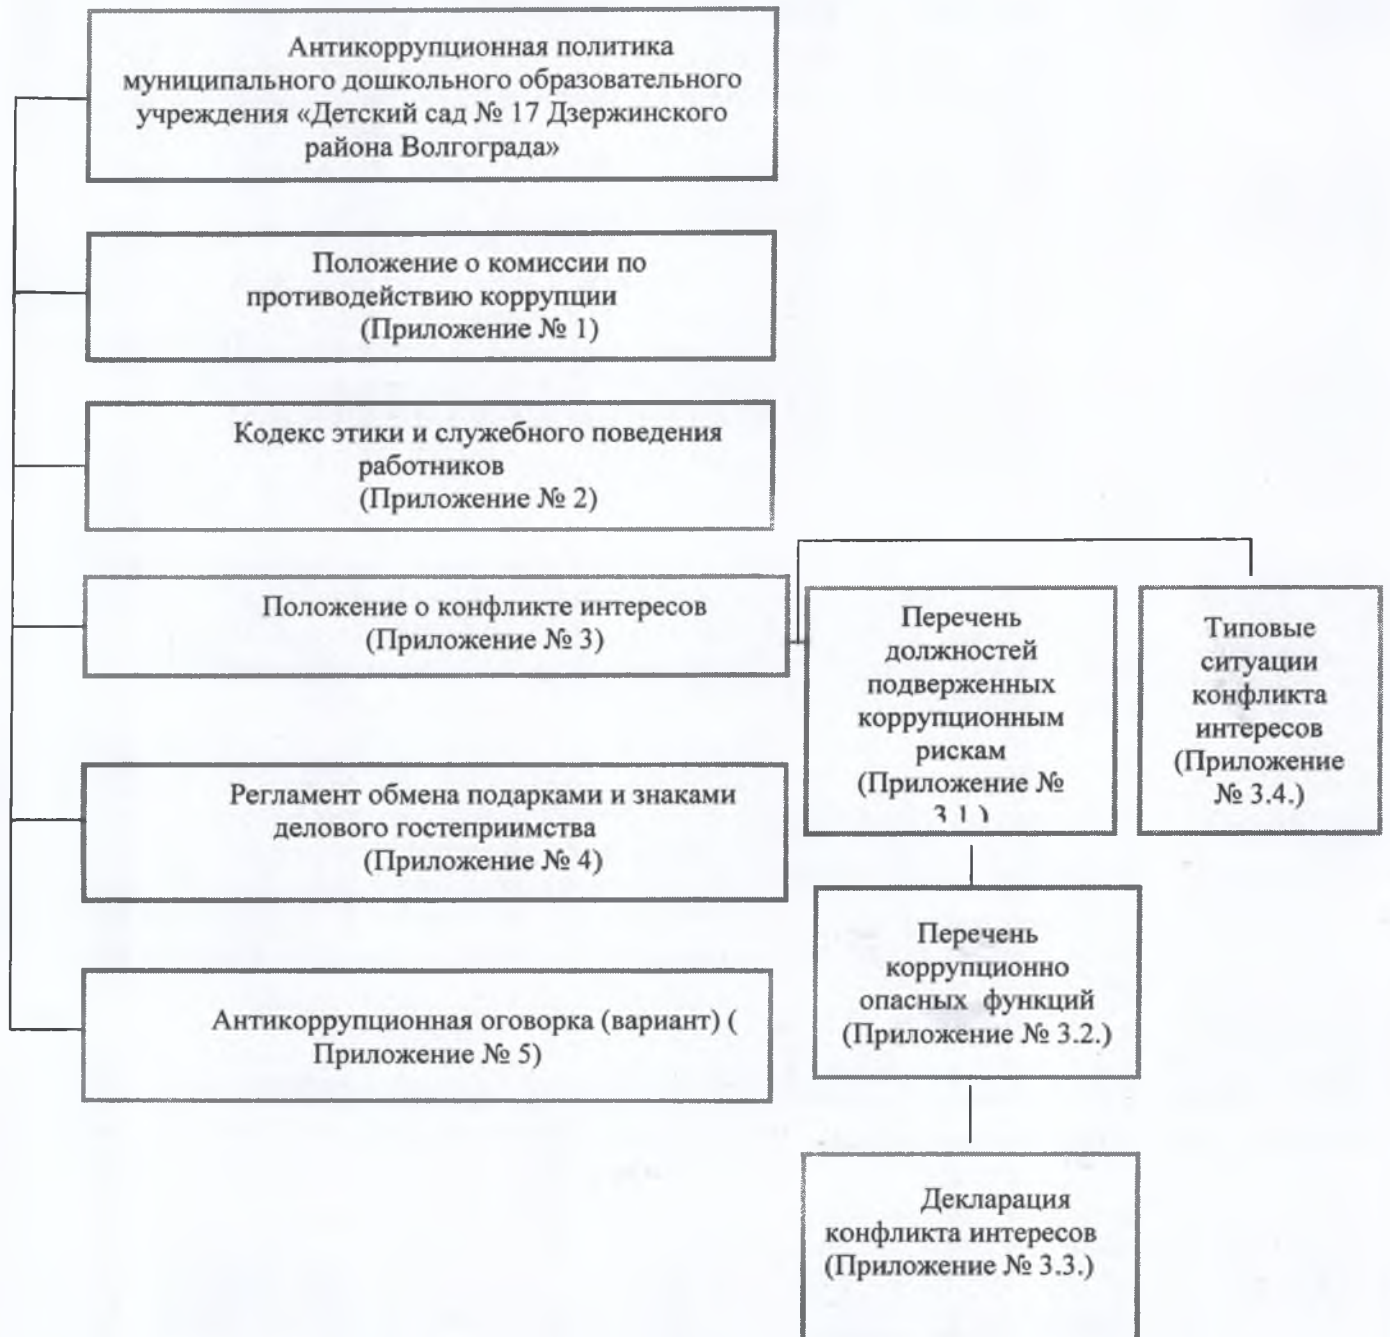 Антикоррупционная политика
муниципального дошкольного образовательного
учреждения «Детский сад № 17 Дзержинского
района Волгограда»
Положение о комиссии по
противодействию коррупции
(Приложение № 1)
Кодекс этики и служебного поведения
работников
(Приложение № 2)
Положение о конфликте интересов
(Приложение № 3)
Регламент обмена подарками и знаками
делового гостеприимства
(Приложение № 4)
Антикоррупционная оговорка (вариант) (
Приложение № 5)
Перечень
должностей
подверженных
коррупционным
рискам
(Приложение №
3.1.)
Перечень
коррупционно
опасных функций
(Приложение № 3.2.)
Декларация
конфликта интересов
(Приложение № 3.3.)
Типовые
ситуации
конфликта
интересов
(Приложение
№ 3.4.)